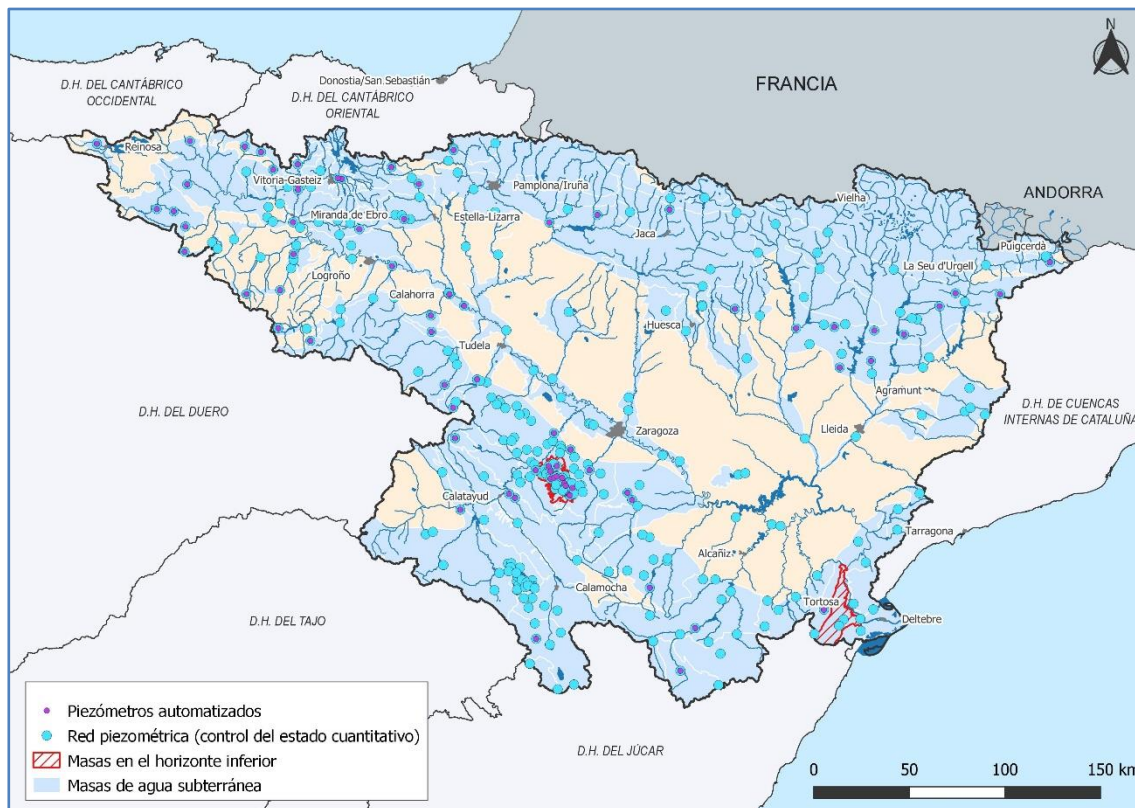 D.H. DEL CANTÁBRICO
OCCIDENTAL
Donostia/San Sebastián
D.H. DEL CANTÁBRICO
ORIENTAL
FRANCIA
ANDORRA
Reinosa
Vitoria-Gasteiz
Pamplona/Iruña
Vielha
Miranda de Ebro
Estella-Lizarra
Jaca
Puigcerdà
La Seu d'Urgell
Logroño
Calahorra
Huesca
Tudela
Agramunt
D.H. DEL DUERO
D.H. DE CUENCAS
INTERNAS DE CATALUÑA
Zaragoza
Lleida
Calatayud
Tarragona
Alcañiz
Calamocha
Tortosa
Deltebre
D.H. DEL TAJO
D.H. DEL JÚCAR
Piezómetros automatizados
Red piezométrica (control del estado cuantitativo)
Masas en el horizonte inferior
Masas de agua subterránea
0 50 100 150 km